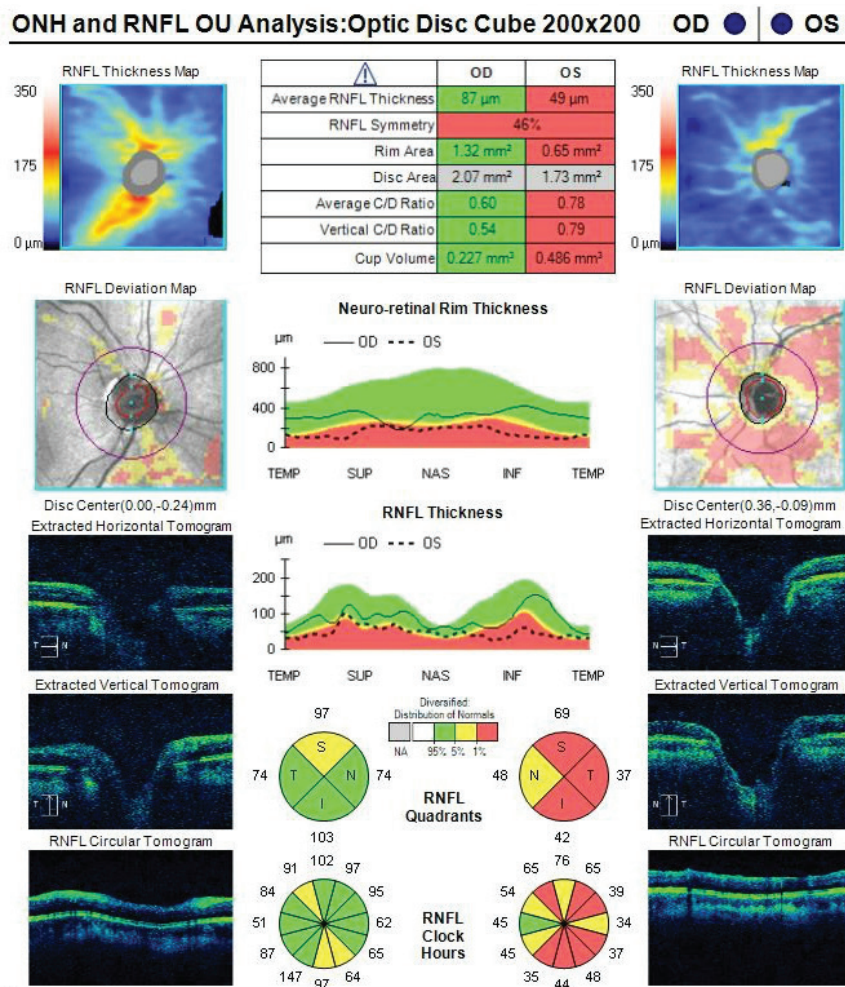 ONH and RNFL OU Analysis:Optic Disc Cube 200x200 OD OS
RNFL Thickness Map
350
175
0 µm
OD OS
Average RNFL Thickness 87 µm 49 µm
RNFL Symmetry 46%
Rim Area 1.32 mm² 0.65 mm²
Disc Area 2.07 mm² 1.73 mm²
Average C/D Ratio 0.60 0.78
Vertical C/D Ratio 0.54 0.79
Cup Volume 0.227 mm³ 0.486 mm³
RNFL Thickness Map
350
175
0 µm
RNFL Deviation Map
Disc Center(0.00,-0.24)mm
Neuro-retinal Rim Thickness
µm OD OS
800
400
0
TEMP SUP NAS INF TEMP
RNFL Deviation Map
Disc Center(0.36,-0.09)mm
Extracted Horizontal Tomogram
T N
RNFL Thickness
µm OD OS
200
100
0
TEMP SUP NAS INF TEMP
Extracted Horizontal Tomogram
T N
Extracted Vertical Tomogram
T N
Diversified:
Distribution of Normals
NA 95% 5% 1%
97
S
74 T N 74
I
103
RNFL
Quadrants
69
S
48 N T 37
I
42
Extracted Vertical Tomogram
T N
RNFL Circular Tomogram
102
91 97
84 95
51 62
87 65
147 64
97
RNFL
Clock
Hours
76
65 65
54 39
45 34
45 37
35 48
44
RNFL Circular Tomogram